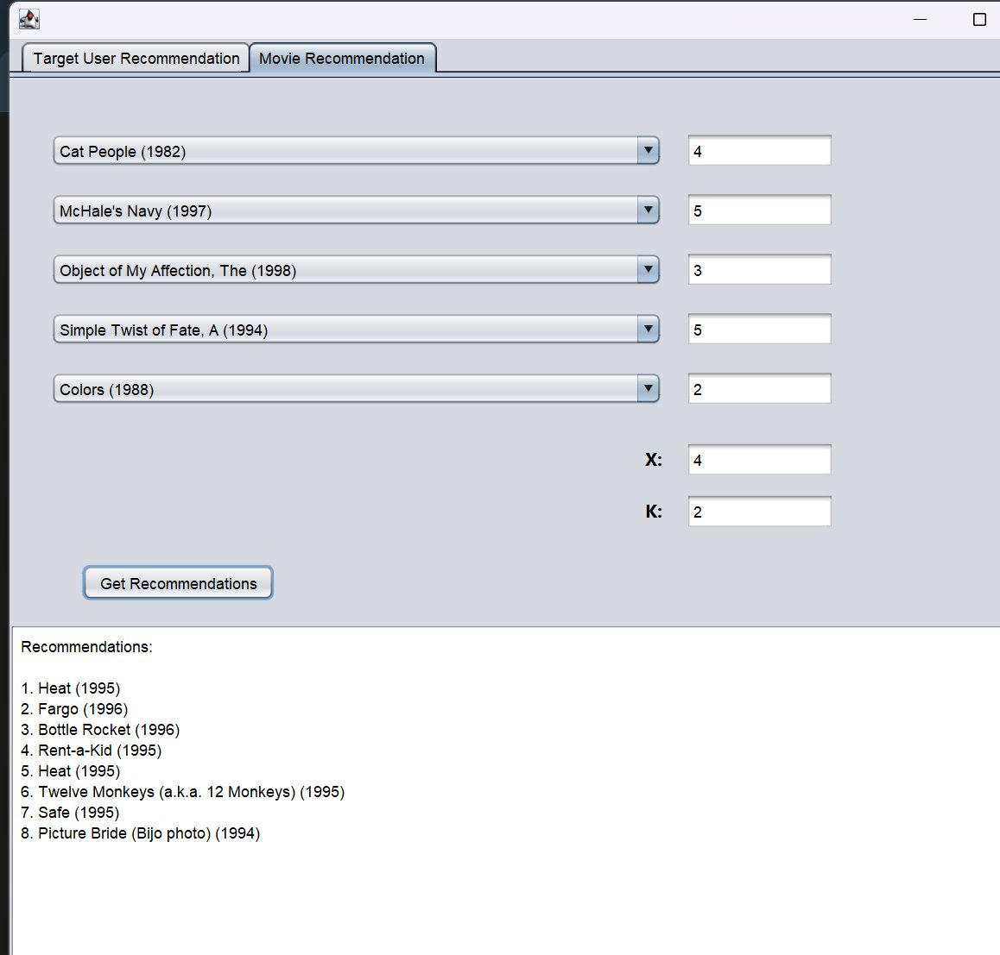 Target User Recommendation Movie Recommendation
Cat People (1982) 4
McHale's Navy (1997) 5
Object of My Affection, The (1998) 3
Simple Twist of Fate, A (1994) 5
Colors (1988) 2
X: 4
K: 2
Get Recommendations
Recommendations:
1. Heat (1995)
2. Fargo (1996)
3. Bottle Rocket (1996)
4. Rent-a-Kid (1995)
5. Heat (1995)
6. Twelve Monkeys (a.k.a. 12 Monkeys) (1995)
7. Safe (1995)
8. Picture Bride (Bijo photo) (1994)